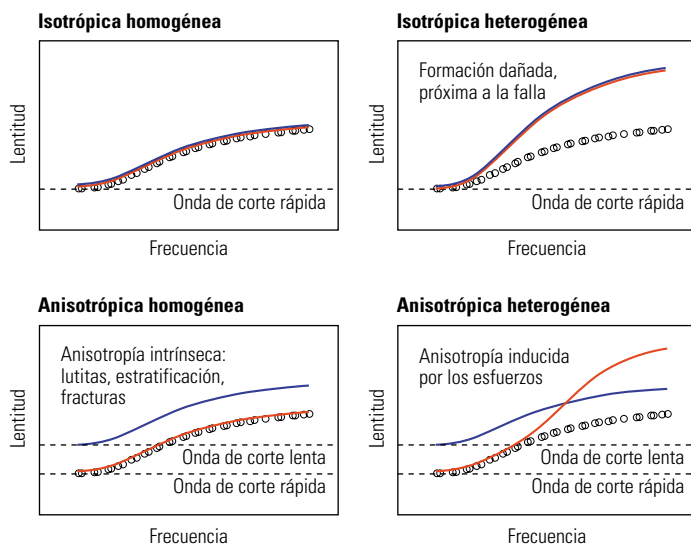 Isotrópica homogénea
Lentitud
Onda de corte rápida
Frecuencia
Isotrópica heterogénea
Formación dañada,
próxima a la falla
Lentitud
Onda de corte rápida
Frecuencia
Anisotrópica homogénea
Anisotropía intrínseca:
lutitas, estratificación,
fracturas
Lentitud
Onda de corte lenta
Onda de corte rápida
Frecuencia
Anisotrópica heterogénea
Anisotropía inducida
por los esfuerzos
Lentitud
Onda de corte lenta
Onda de corte rápida
Frecuencia